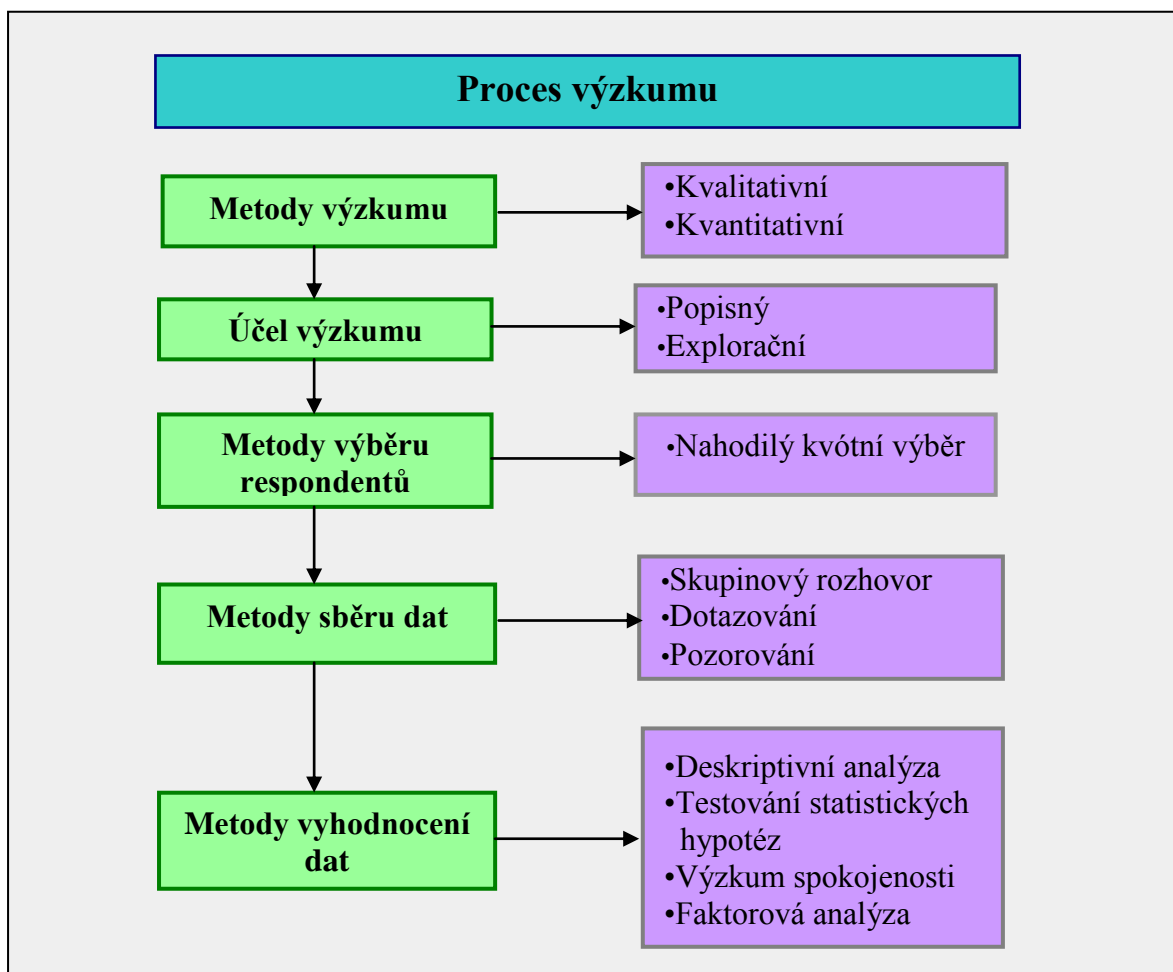 Proces výzkumu
Metody výzkumu
•Kvalitativní
•Kvantitativní
Účel výzkumu
•Popisný
•Explorační
Metody výběru
respondentů
•Nahodilý kvótní výběr
Metody sběru dat
•Skupinový rozhovor
•Dotazování
•Pozorování
Metody vyhodnocení
dat
•Deskriptivní analýza
•Testování statistických
hypotéz
•Výzkum spokojenosti
•Faktorová analýza